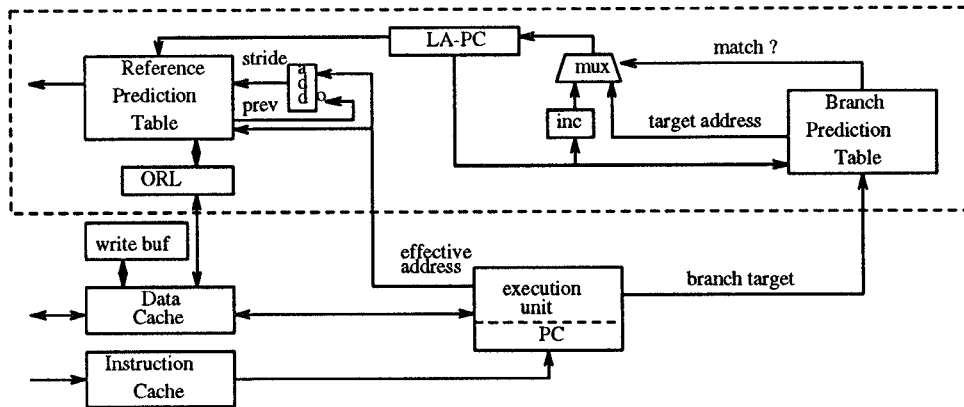 LA-PC
match ?
Reference
Prediction
Table
stride
prev
add
o
mux
inc
target address
Branch
Prediction
Table
ORL
write buf
effective
address
branch target
execution
unit
PC
Data
Cache
Instruction
Cache